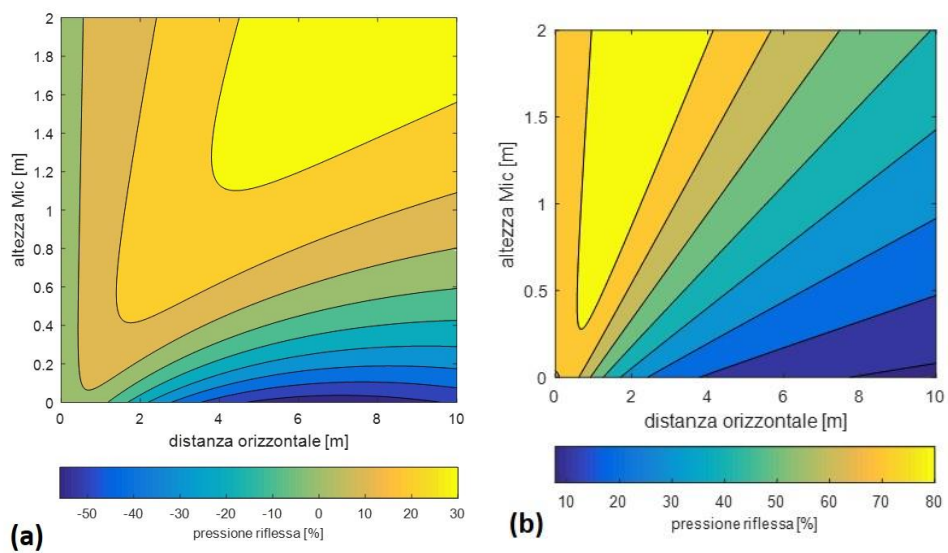 2
1.8
1.6
1.4
1.2
1
0.8
0.6
0.4
0.2
0
altezza Mic [m]
0 2 4 6 8 10
distanza orizzontale [m]
-50 -40 -30 -20 -10 0 10 20 30
pressione riflessa [%]
(a)
2
1.5
1
0.5
0
altezza Mic [m]
0 2 4 6 8 10
distanza orizzontale [m]
10 20 30 40 50 60 70 80
pressione riflessa [%]
(b)